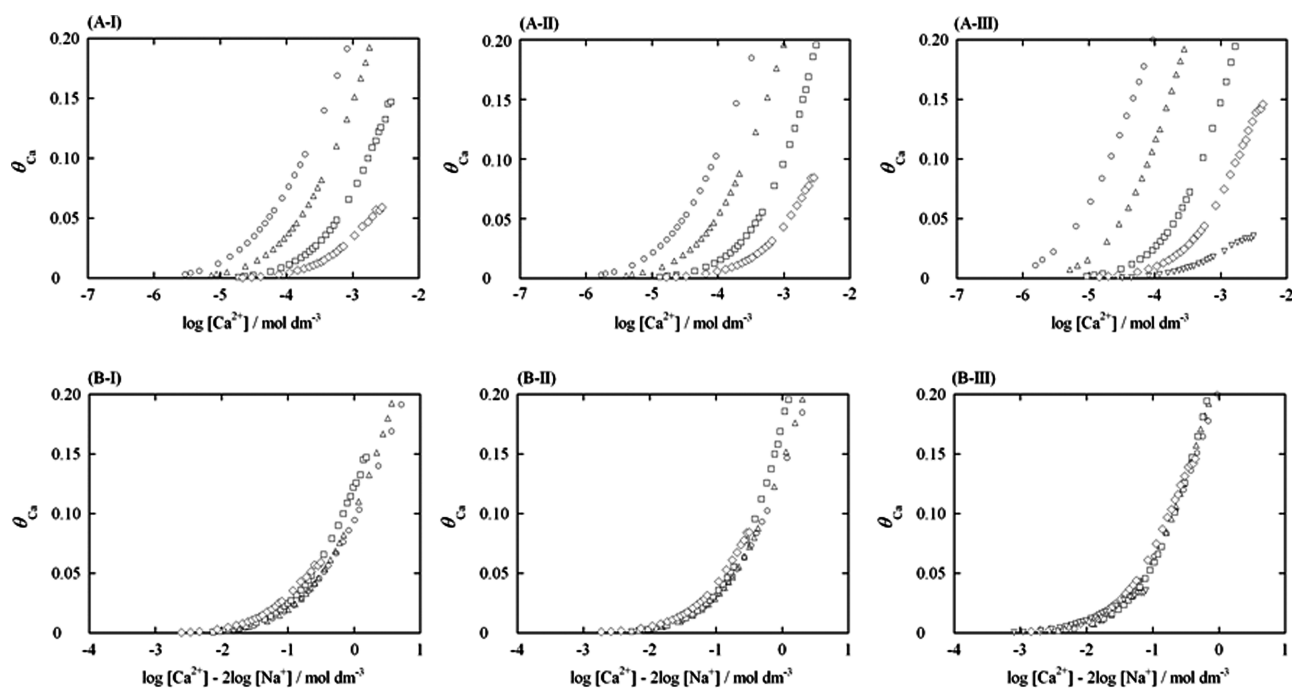 (A-I) (A-II) (A-III)
0.20 0.20 0.20
0.15 0.15 0.15
0.10 0.10 0.10
0.05 0.05 0.05
0 0 0
θCa θCa θCa
-7 -6 -5 -4 -3 -2 -7 -6 -5 -4 -3 -2 -7 -6 -5 -4 -3 -2
log [Ca²⁺] / mol dm⁻³ log [Ca²⁺] / mol dm⁻³ log [Ca²⁺] / mol dm⁻³
(B-I) (B-II) (B-III)
0.20 0.20 0.20
0.15 0.15 0.15
0.10 0.10 0.10
0.05 0.05 0.05
0 0 0
θCa θCa θCa
-4 -3 -2 -1 0 1 -4 -3 -2 -1 0 1 -4 -3 -2 -1 0 1
log [Ca²⁺] - 2log [Na⁺] / mol dm⁻³ log [Ca²⁺] - 2log [Na⁺] / mol dm⁻³ log [Ca²⁺] - 2log [Na⁺] / mol dm⁻³